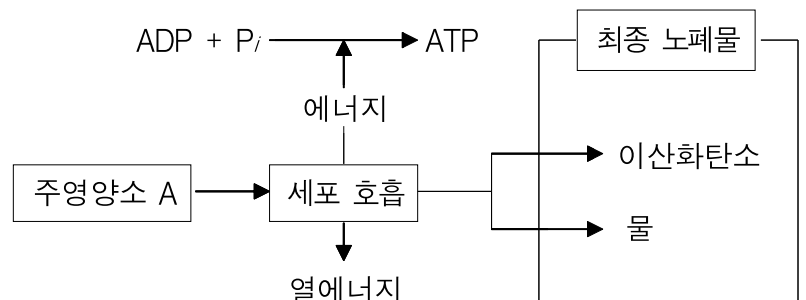 ADP + Pi ATP
최종 노폐물
에너지
이산화탄소
주영양소 A
세포 호흡
물
열에너지